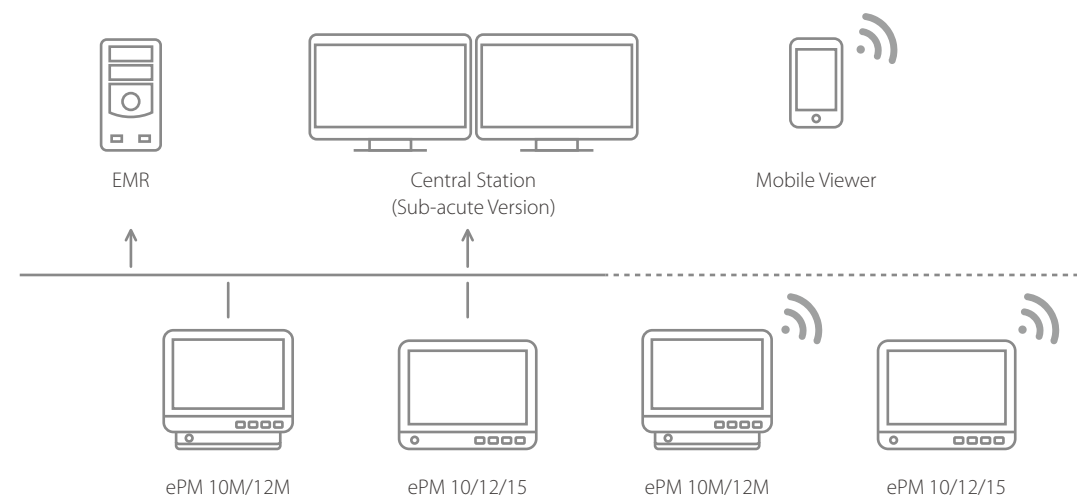 EMR
Central Station
(Sub-acute Version)
Mobile Viewer
ePM 10M/12M
ePM 10/12/15
ePM 10M/12M
ePM 10/12/15